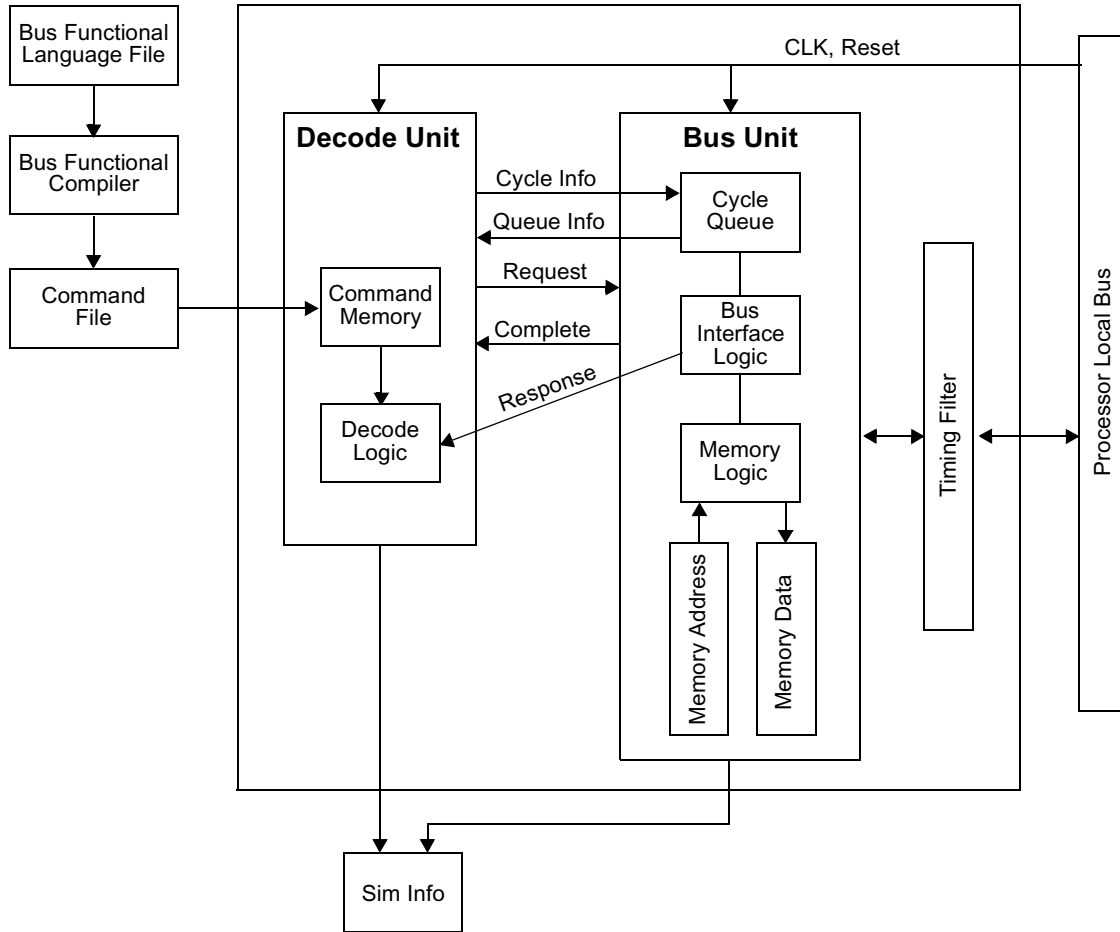 Bus Functional
Language File
CLK, Reset
Decode Unit
Bus Unit
Bus Functional
Compiler
Cycle Info
Cycle
Queue
Queue Info
Command
File
Command
Memory
Request
Bus
Interface
Logic
Complete
Response
Decode
Logic
Memory
Logic
Timing Filter
Processor Local Bus
Memory Address
Memory Data
Sim Info